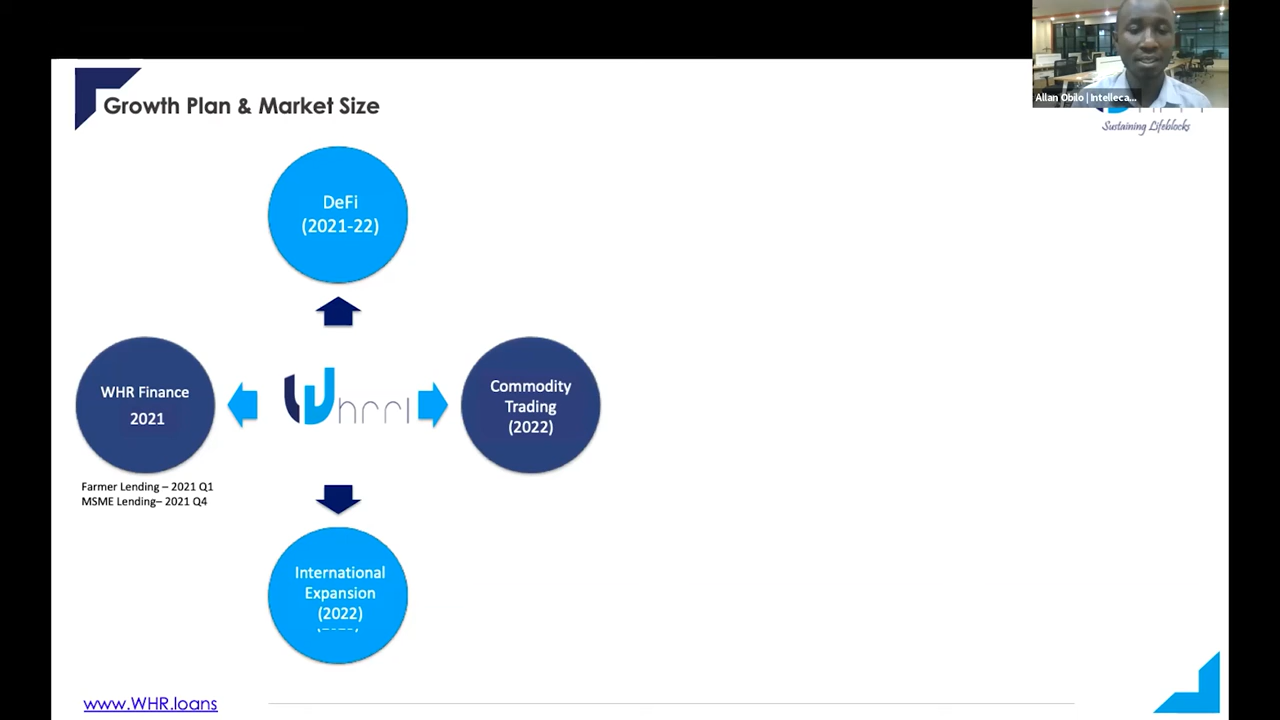 Allan Obilo | Intelleca...
Growth Plan & Market Size
Sustaining Lifeblocks
DeFi
(2021-22)
WHR Finance
2021
Farmer Lending – 2021 Q1
MSME Lending– 2021 Q4
whrrl
Commodity
Trading
(2022)
International
Expansion
(2022)
www.WHR.loans